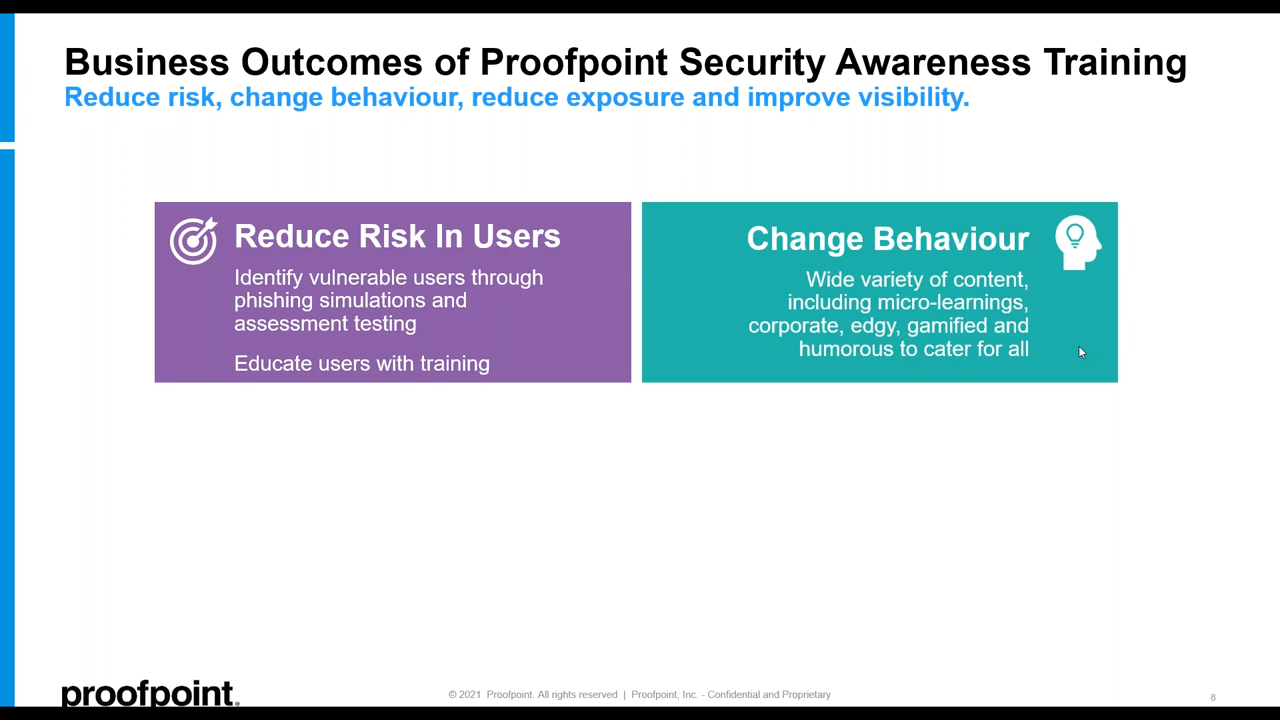 Business Outcomes of Proofpoint Security Awareness Training
Reduce risk, change behaviour, reduce exposure and improve visibility.
Reduce Risk In Users
Identify vulnerable users through
phishing simulations and
assessment testing
Educate users with training
Change Behaviour
Wide variety of content,
including micro-learnings,
corporate, edgy, gamified and
humorous to cater for all
proofpoint.
© 2021 Proofpoint. All rights reserved | Proofpoint, Inc. - Confidential and Proprietary
8